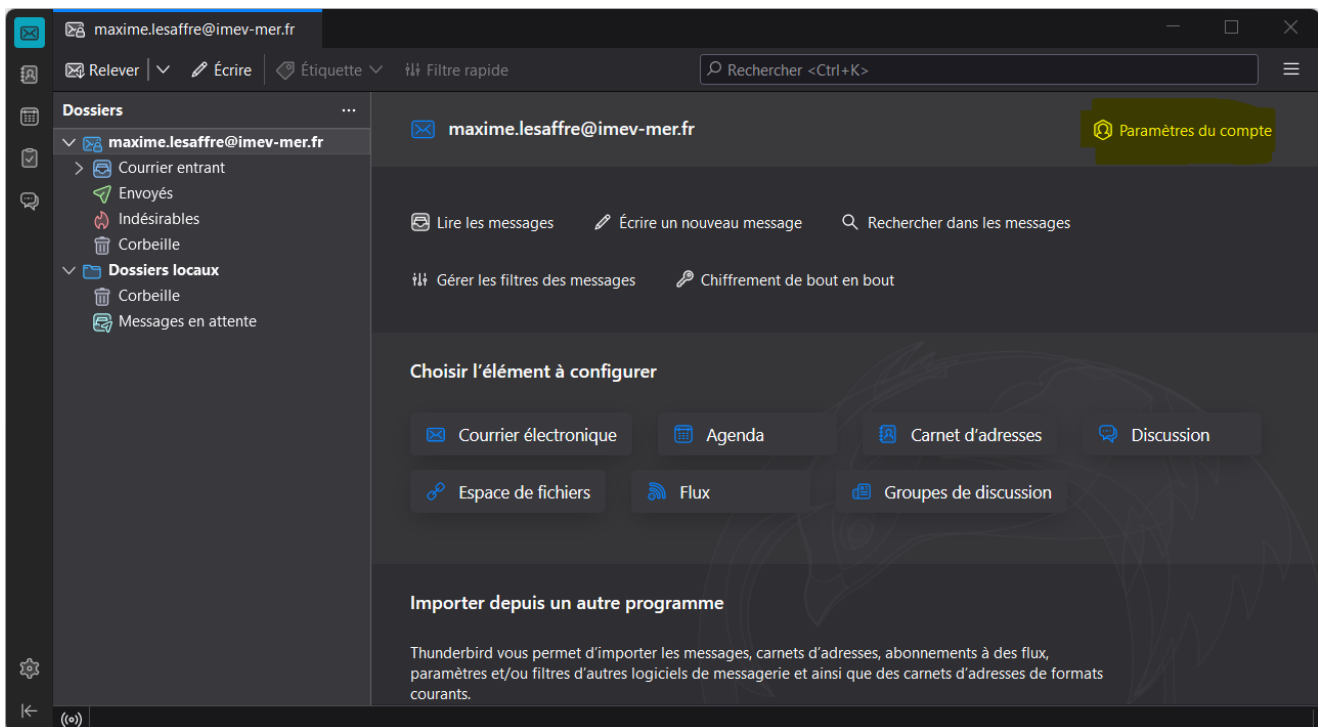 maxime.lesaffre@imev-mer.fr
Relever Écrire Étiquette Filtre rapide Rechercher <Ctrl+K>
Dossiers ...
maxime.lesaffre@imev-mer.fr
Courrier entrant
Envoyés
Indésirables
Corbeille
Dossiers locaux
Corbeille
Messages en attente
maxime.lesaffre@imev-mer.fr Paramètres du compte
Lire les messages Écrire un nouveau message Rechercher dans les messages
Gérer les filtres des messages Chiffrement de bout en bout
Choisir l’élément à configurer
Courrier électronique Agenda Carnet d’adresses Discussion
Espace de fichiers Flux Groupes de discussion
Importer depuis un autre programme
Thunderbird vous permet d’importer les messages, carnets d’adresses, abonnements à des flux,
paramètres et/ou filtres d’autres logiciels de messagerie et ainsi que des carnets d’adresses de formats
courants.